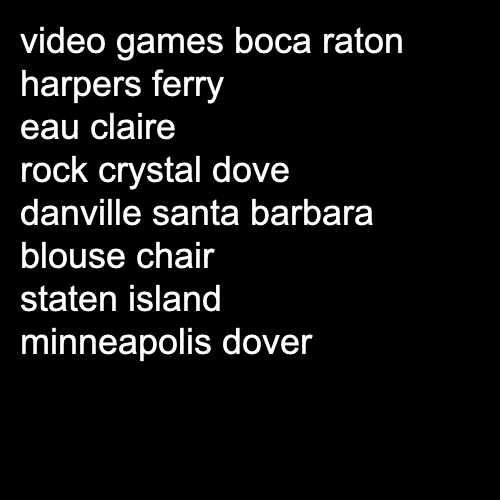 video games boca raton
harpers ferry
eau claire
rock crystal dove
danville santa barbara
blouse chair
staten island
minneapolis dover